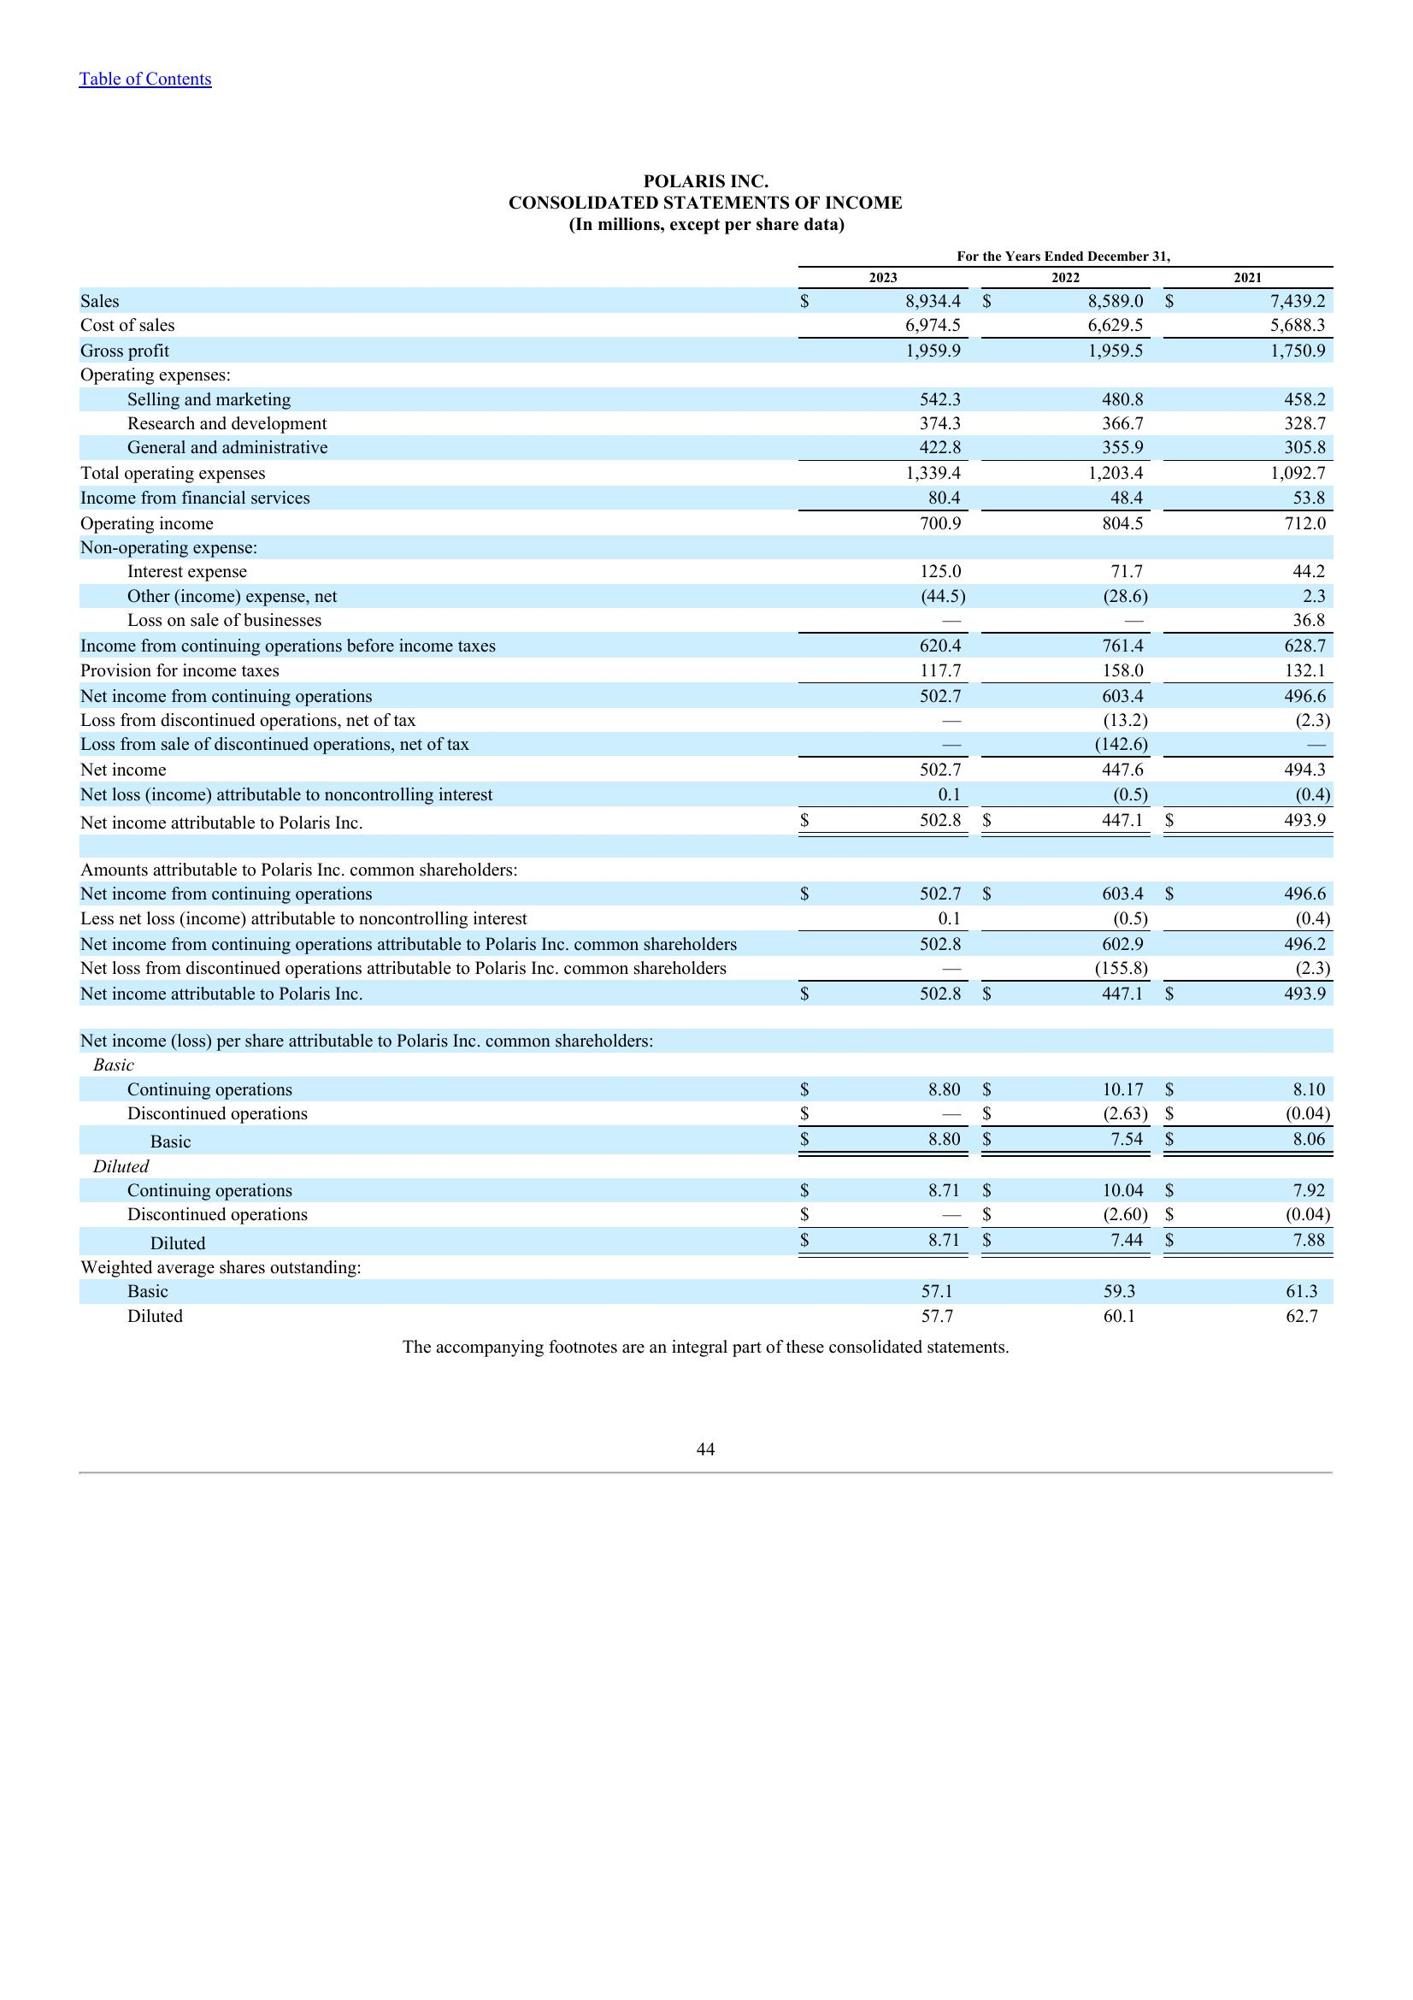 Table of Contents
POLARIS INC.
CONSOLIDATED STATEMENTS OF INCOME
(In millions, except per share data)
For the Years Ended December 31,
2023 2022 2021
Sales $ 8,934.4 $ 8,589.0 $ 7,439.2
Cost of sales 6,974.5 6,629.5 5,688.3
Gross profit 1,959.9 1,959.5 1,750.9
Operating expenses:
Selling and marketing 542.3 480.8 458.2
Research and development 374.3 366.7 328.7
General and administrative 422.8 355.9 305.8
Total operating expenses 1,339.4 1,203.4 1,092.7
Income from financial services 80.4 48.4 53.8
Operating income 700.9 804.5 712.0
Non-operating expense:
Interest expense 125.0 71.7 44.2
Other (income) expense, net (44.5) (28.6) 2.3
Loss on sale of businesses — — 36.8
Income from continuing operations before income taxes 620.4 761.4 628.7
Provision for income taxes 117.7 158.0 132.1
Net income from continuing operations 502.7 603.4 496.6
Loss from discontinued operations, net of tax — (13.2) (2.3)
Loss from sale of discontinued operations, net of tax — (142.6) —
Net income 502.7 447.6 494.3
Net loss (income) attributable to noncontrolling interest 0.1 (0.5) (0.4)
Net income attributable to Polaris Inc. $ 502.8 $ 447.1 $ 493.9
Amounts attributable to Polaris Inc. common shareholders:
Net income from continuing operations $ 502.7 $ 603.4 $ 496.6
Less net loss (income) attributable to noncontrolling interest 0.1 (0.5) (0.4)
Net income from continuing operations attributable to Polaris Inc. common shareholders 502.8 602.9 496.2
Net loss from discontinued operations attributable to Polaris Inc. common shareholders — (155.8) (2.3)
Net income attributable to Polaris Inc. $ 502.8 $ 447.1 $ 493.9
Net income (loss) per share attributable to Polaris Inc. common shareholders:
Basic
Continuing operations $ 8.80 $ 10.17 $ 8.10
Discontinued operations $ — $ (2.63) $ (0.04)
Basic $ 8.80 $ 7.54 $ 8.06
Diluted
Continuing operations $ 8.71 $ 10.04 $ 7.92
Discontinued operations $ — $ (2.60) $ (0.04)
Diluted $ 8.71 $ 7.44 $ 7.88
Weighted average shares outstanding:
Basic 57.1 59.3 61.3
Diluted 57.7 60.1 62.7
The accompanying footnotes are an integral part of these consolidated statements.
44